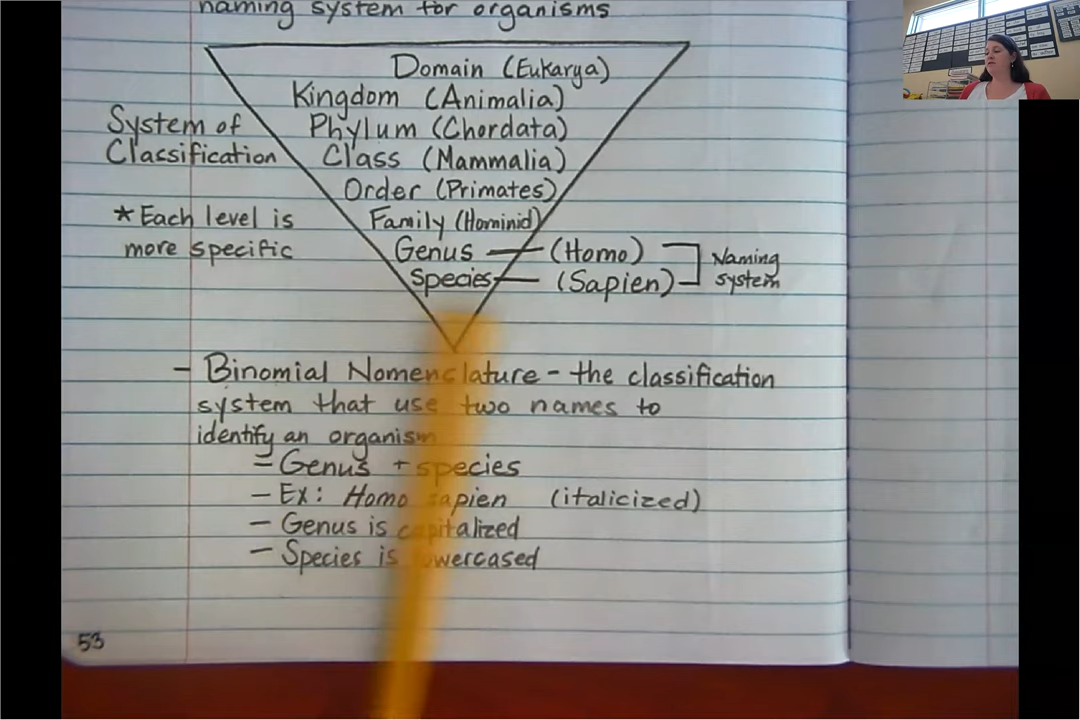 naming system for organisms
Domain (Eukarya)
Kingdom (Animalia)
Phylum (Chordata)
Class (Mammalia)
Order (Primates)
Family (Hominid)
Genus — (Homo)
Species — (Sapien)
Naming
system
System of
Classification
* Each level is
more specific
- Binomial Nomenclature - the classification
system that use two names to
identify an organism
- Genus + species
- Ex: Homo sapien (italicized)
- Genus is capitalized
- Species is lowercased
53